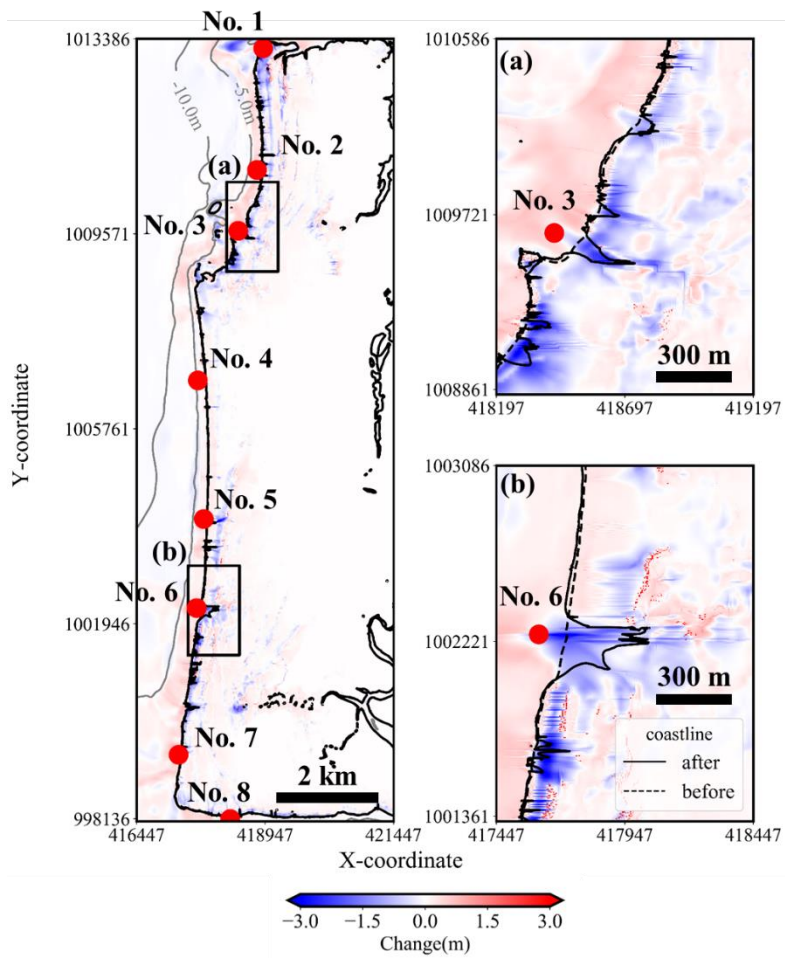 No. 1
1013386
-10.0m
-5.0m
No. 2
(a)
No. 3
1009571
No. 4
1005761
No. 5
(b)
No. 6
1001946
No. 7
2 km
No. 8
998136
416447
418947
421447
Y-coordinate
X-coordinate
1010586
(a)
1009721
No. 3
300 m
1008861
418197
418697
419197
1003086
(b)
No. 6
1002221
300 m
coastline
after
before
1001361
417447
417947
418447
−3.0
−1.5
0.0
1.5
3.0
Change(m)